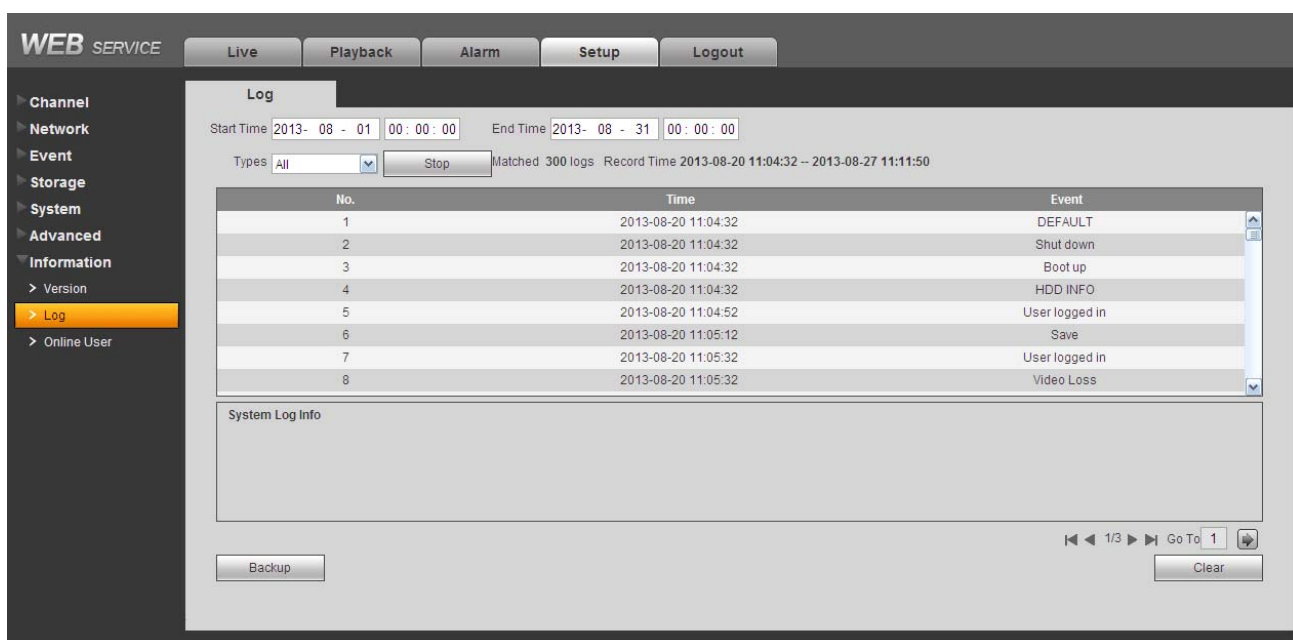 WEB SERVICE
Live Playback Alarm Setup Logout
Channel
Network
Event
Storage
System
Advanced
Information
> Version
> Log
> Online User
Log
Start Time 2013- 08 - 01 00 : 00 : 00 End Time 2013- 08 - 31 00 : 00 : 00
Types All Stop Matched 300 logs Record Time 2013-08-20 11:04:32 -- 2013-08-27 11:11:50
No. Time Event
1 2013-08-20 11:04:32 DEFAULT
2 2013-08-20 11:04:32 Shut down
3 2013-08-20 11:04:32 Boot up
4 2013-08-20 11:04:32 HDD INFO
5 2013-08-20 11:04:52 User logged in
6 2013-08-20 11:05:12 Save
7 2013-08-20 11:05:32 User logged in
8 2013-08-20 11:05:32 Video Loss
System Log Info
1/3 Go To 1
Backup Clear